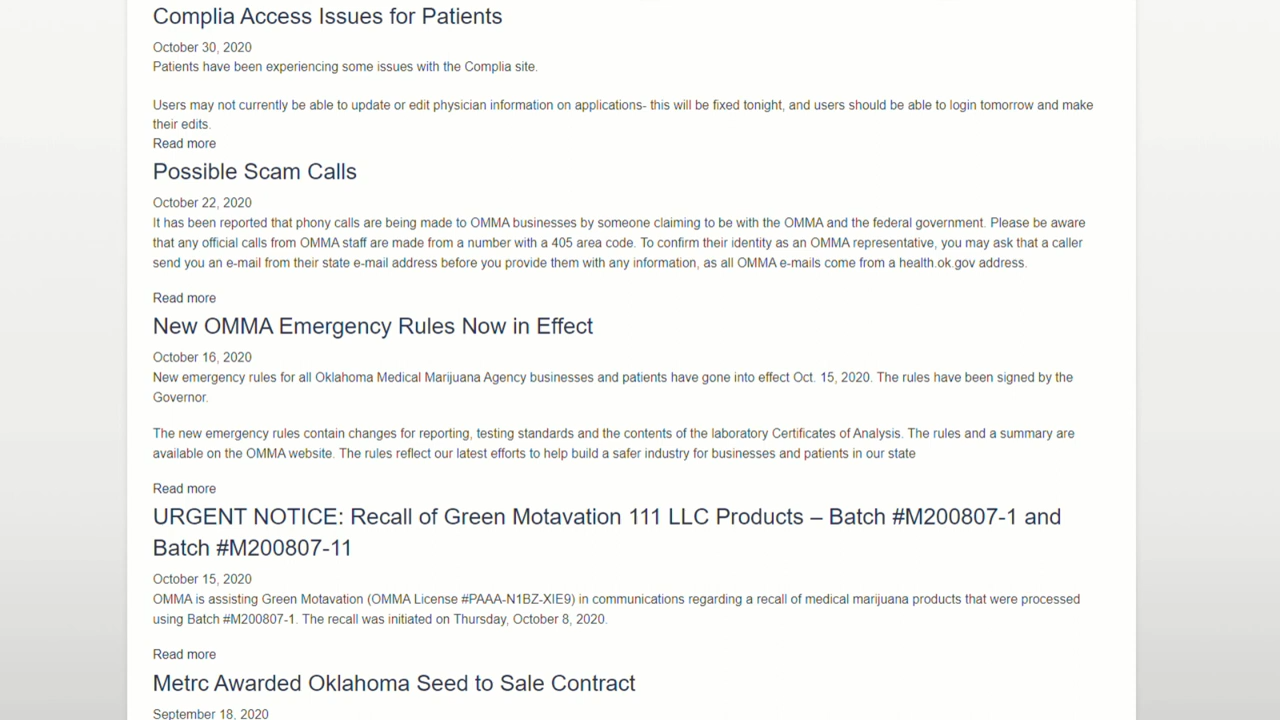 Complia Access Issues for Patients
October 30, 2020
Patients have been experiencing some issues with the Complia site.
Users may not currently be able to update or edit physician information on applications- this will be fixed tonight, and users should be able to login tomorrow and make
their edits.
Read more
Possible Scam Calls
October 22, 2020
It has been reported that phony calls are being made to OMMA businesses by someone claiming to be with the OMMA and the federal government. Please be aware
that any official calls from OMMA staff are made from a number with a 405 area code. To confirm their identity as an OMMA representative, you may ask that a caller
send you an e-mail from their state e-mail address before you provide them with any information, as all OMMA e-mails come from a health.ok.gov address.
Read more
New OMMA Emergency Rules Now in Effect
October 16, 2020
New emergency rules for all Oklahoma Medical Marijuana Agency businesses and patients have gone into effect Oct. 15, 2020. The rules have been signed by the
Governor.
The new emergency rules contain changes for reporting, testing standards and the contents of the laboratory Certificates of Analysis. The rules and a summary are
available on the OMMA website. The rules reflect our latest efforts to help build a safer industry for businesses and patients in our state
Read more
URGENT NOTICE: Recall of Green Motavation 111 LLC Products – Batch #M200807-1 and
Batch #M200807-11
October 15, 2020
OMMA is assisting Green Motavation (OMMA License #PAAA-N1BZ-XIE9) in communications regarding a recall of medical marijuana products that were processed
using Batch #M200807-1. The recall was initiated on Thursday, October 8, 2020.
Read more
Metrc Awarded Oklahoma Seed to Sale Contract
September 18, 2020